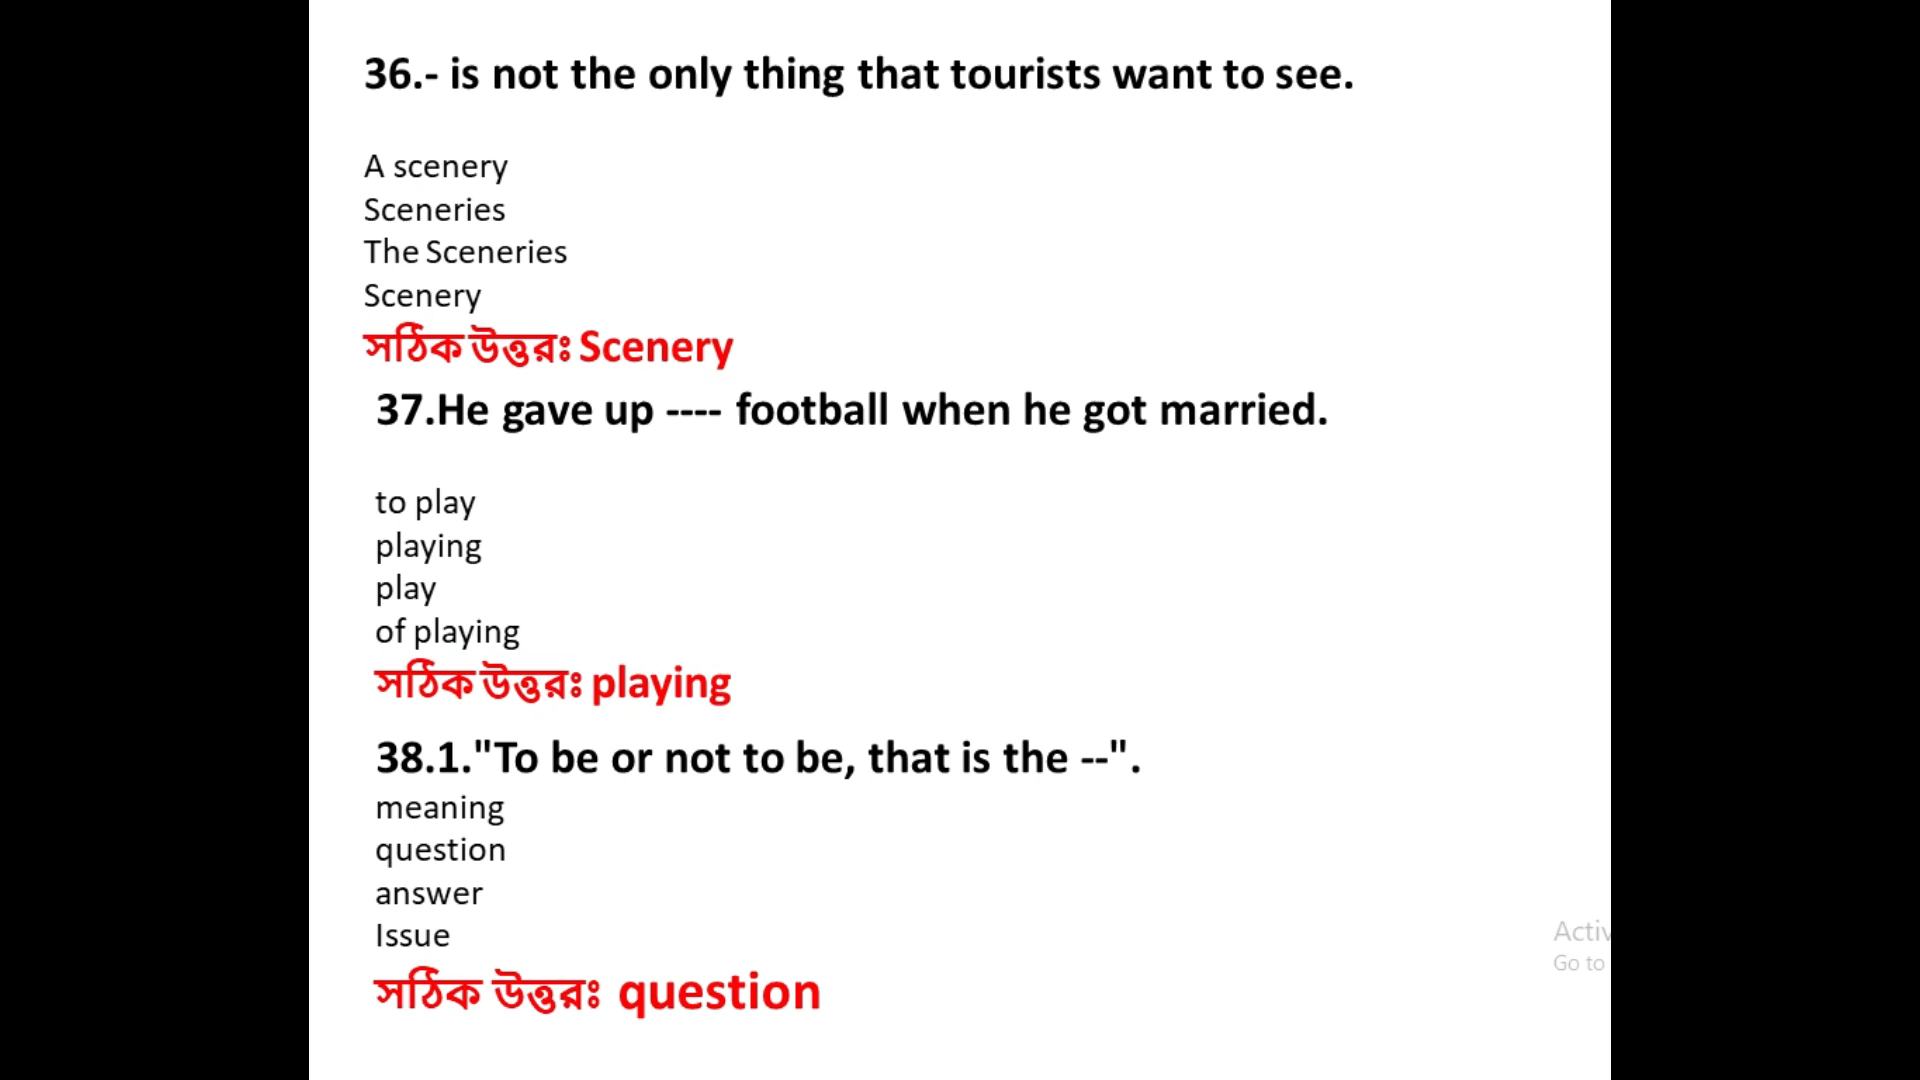 36.- is not the only thing that tourists want to see.
A scenery
Sceneries
The Sceneries
Scenery
সঠিক উত্তরঃ Scenery
37.He gave up ---- football when he got married.
to play
playing
play
of playing
সঠিক উত্তরঃ playing
38.1."To be or not to be, that is the --".
meaning
question
answer
Issue
সঠিক উত্তরঃ question
Activ
Go to